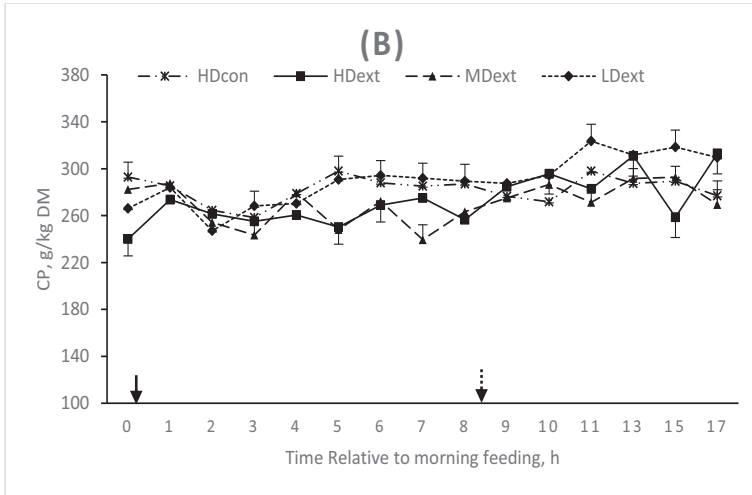 (B)
HDcon HDext MDext LDext
CP, g/kg DM
380
340
300
260
220
180
140
100
0 1 2 3 4 5 6 7 8 9 10 11 13 15 17
Time Relative to morning feeding, h